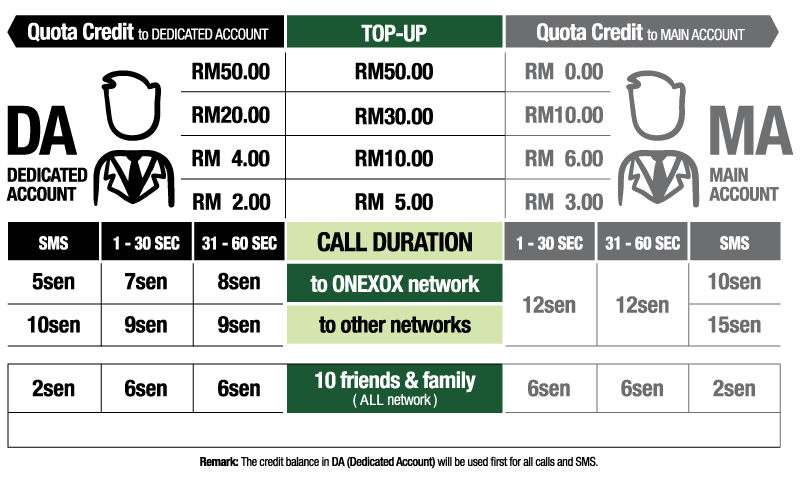 Quota Credit to DEDICATED ACCOUNT TOP-UP Quota Credit to MAIN ACCOUNT
RM50.00 RM50.00 RM 0.00
RM20.00 RM30.00 RM10.00
RM 4.00 RM10.00 RM 6.00
RM 2.00 RM 5.00 RM 3.00
DA
DEDICATED
ACCOUNT
MA
MAIN
ACCOUNT
SMS 1 - 30 SEC 31 - 60 SEC CALL DURATION 1 - 30 SEC 31 - 60 SEC SMS
5sen 7sen 8sen to ONEXOX network 12sen 12sen 10sen
10sen 9sen 9sen to other networks 15sen
2sen 6sen 6sen 10 friends & family 6sen 6sen 2sen
( ALL network )
Remark: The credit balance in DA (Dedicated Account) will be used first for all calls and SMS.